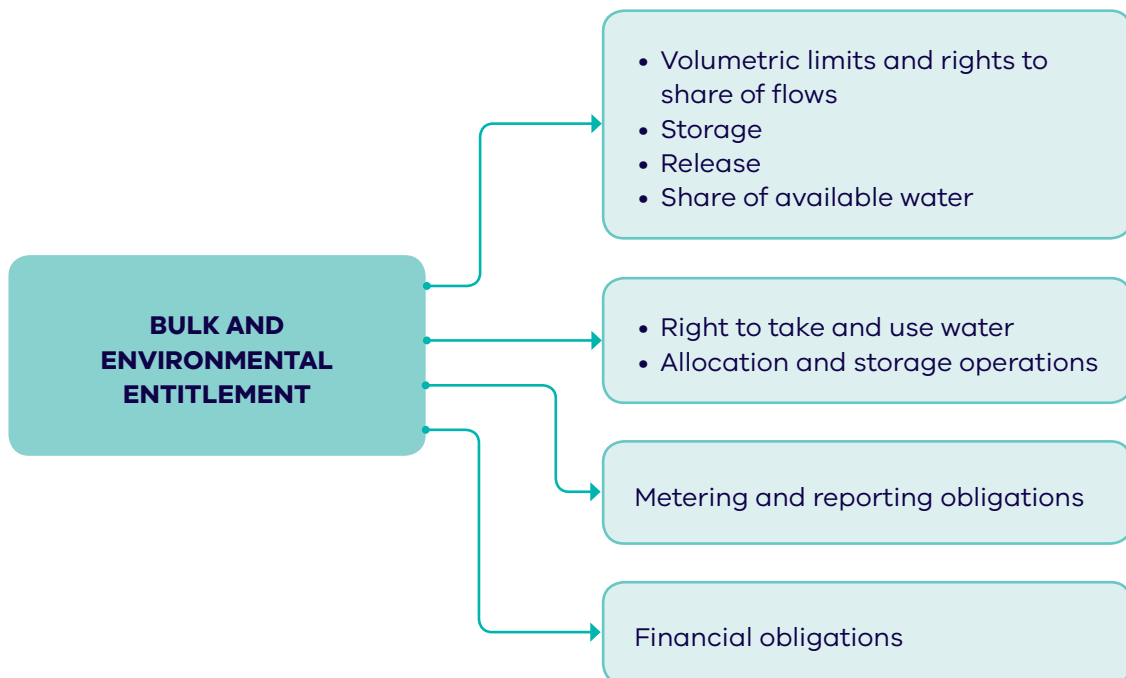 BULK AND
ENVIRONMENTAL
ENTITLEMENT
• Volumetric limits and rights to
share of flows
• Storage
• Release
• Share of available water
• Right to take and use water
• Allocation and storage operations
Metering and reporting obligations
Financial obligations